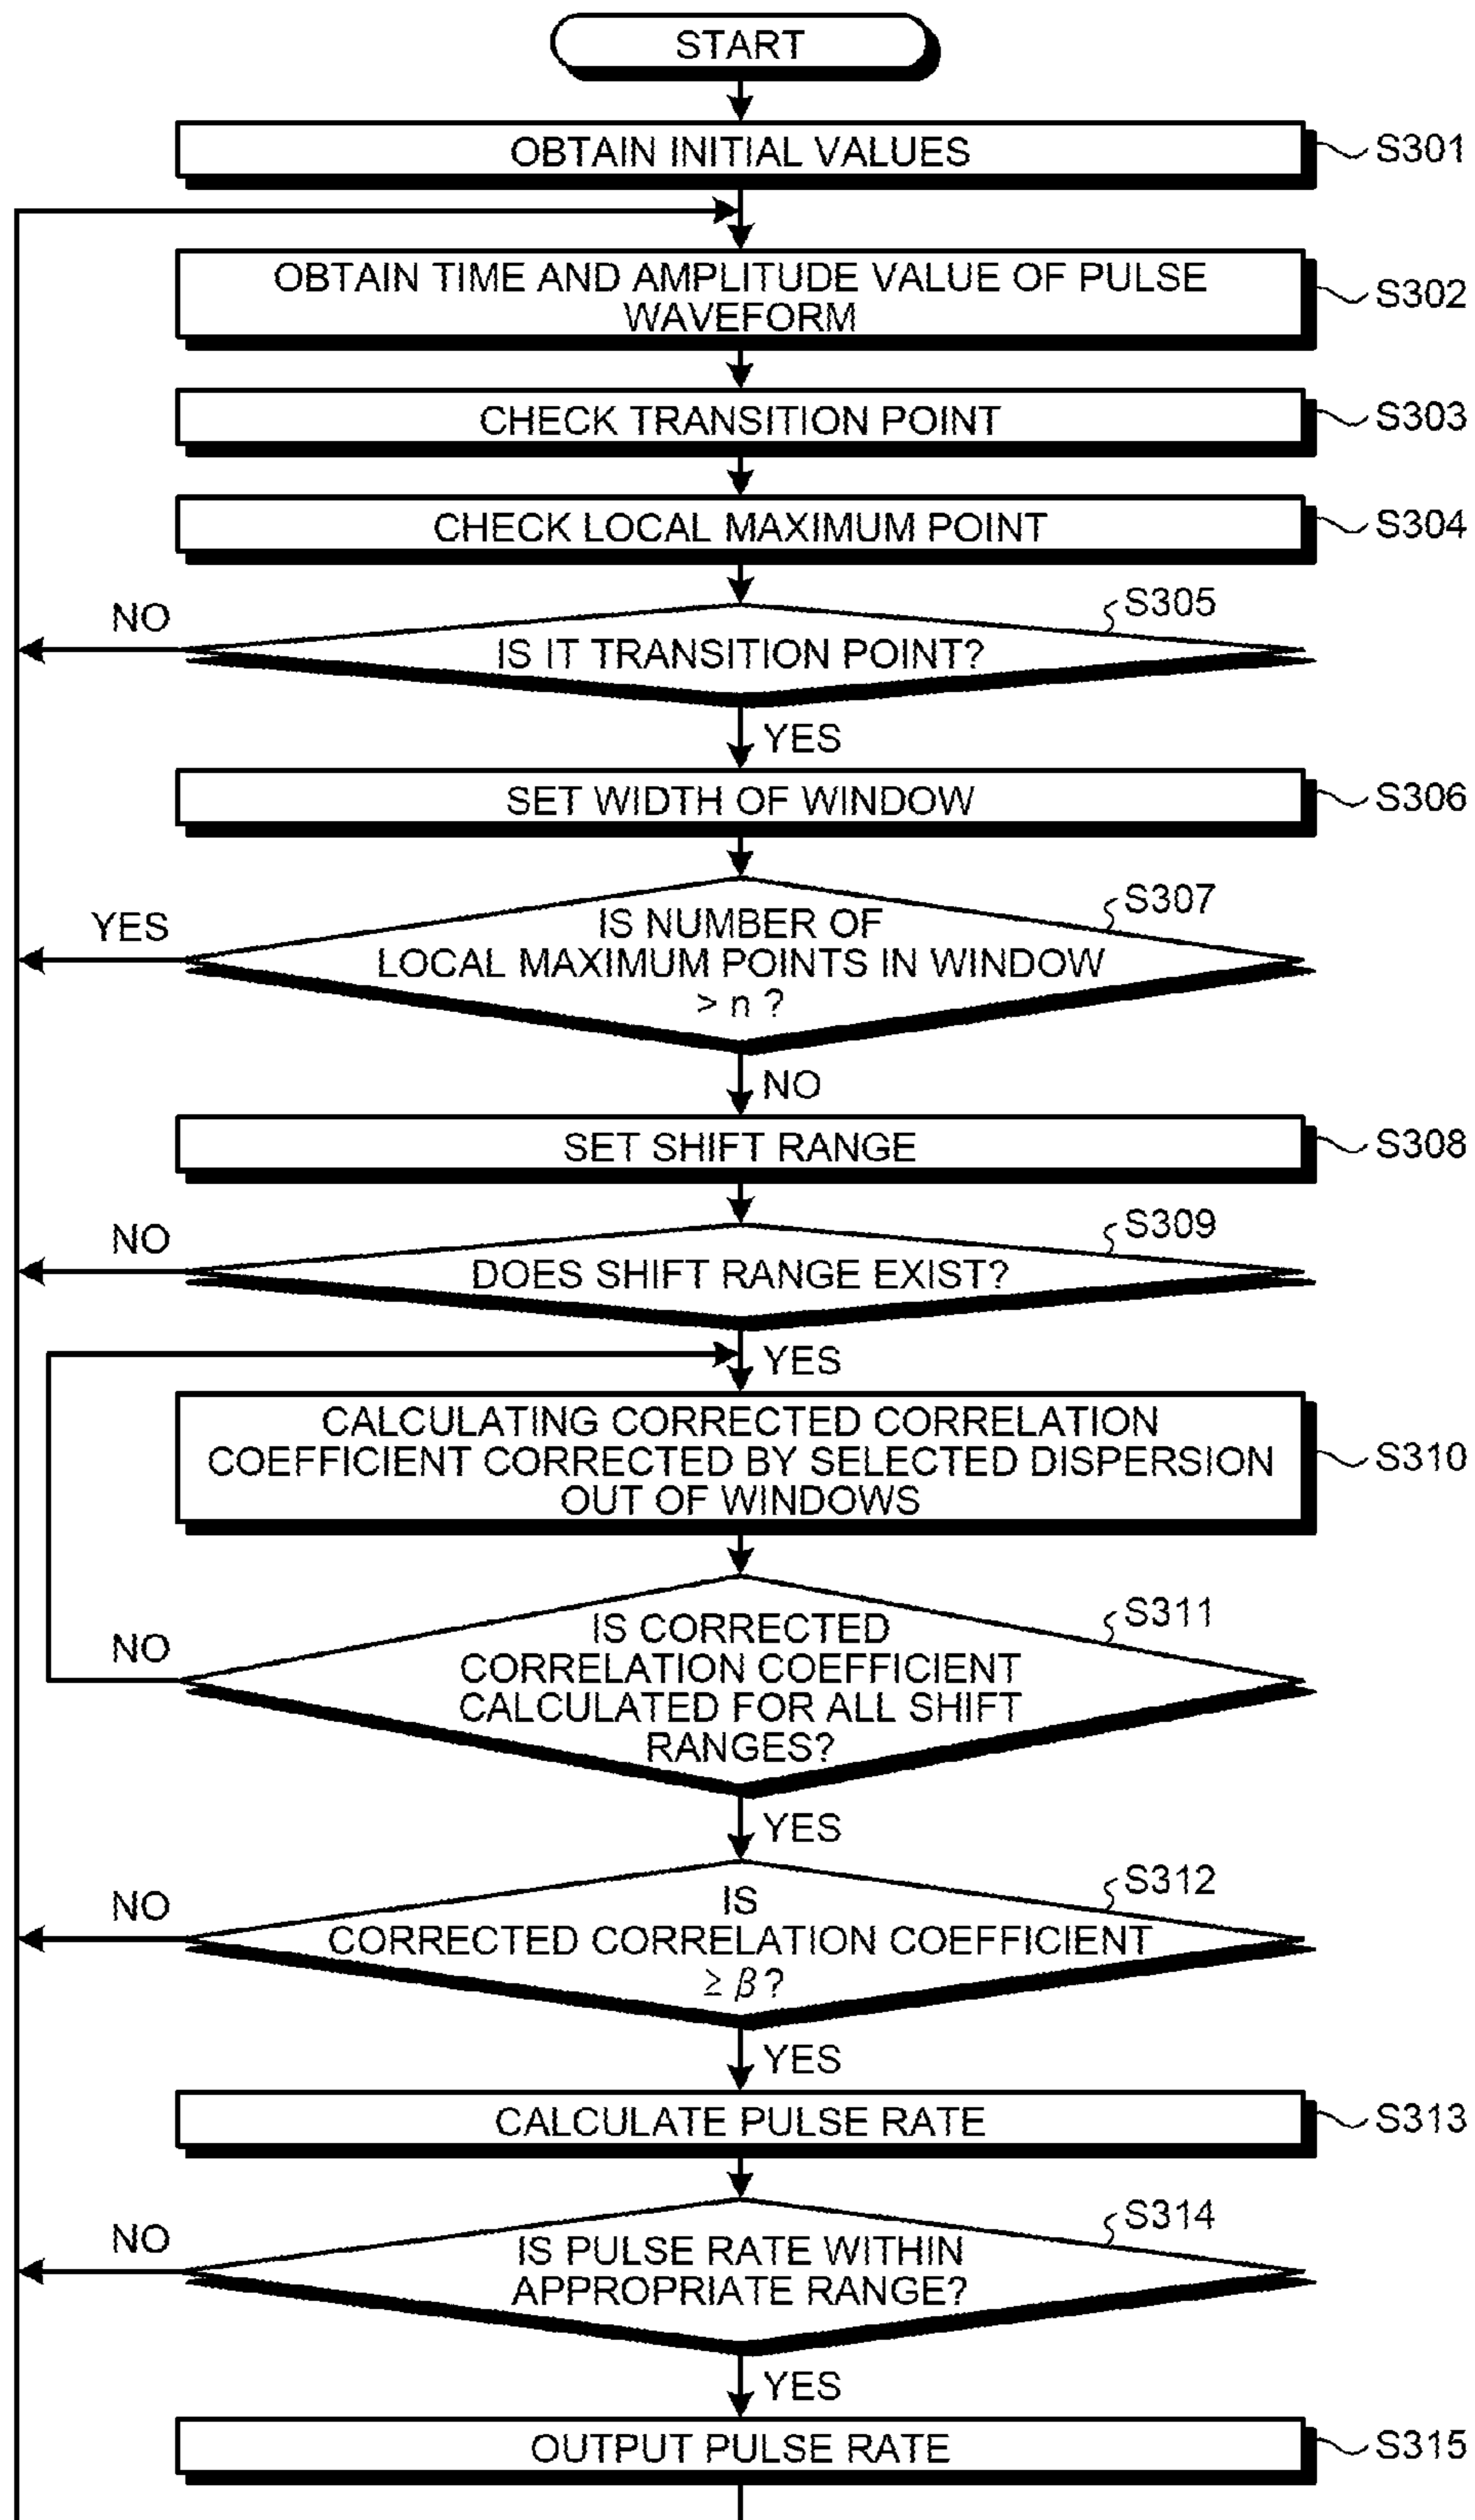 START
OBTAIN INITIAL VALUES
S301
OBTAIN TIME AND AMPLITUDE VALUE OF PULSE
WAVEFORM
S302
CHECK TRANSITION POINT
S303
CHECK LOCAL MAXIMUM POINT
S304
S305
NO
IS IT TRANSITION POINT?
YES
SET WIDTH OF WINDOW
S306
S307
YES
IS NUMBER OF
LOCAL MAXIMUM POINTS IN WINDOW
> n ?
NO
SET SHIFT RANGE
S308
S309
NO
DOES SHIFT RANGE EXIST?
YES
CALCULATING CORRECTED CORRELATION
COEFFICIENT CORRECTED BY SELECTED DISPERSION
OUT OF WINDOWS
S310
S311
NO
IS CORRECTED
CORRELATION COEFFICIENT
CALCULATED FOR ALL SHIFT
RANGES?
YES
S312
NO
IS
CORRECTED CORRELATION COEFFICIENT
≥ β?
YES
CALCULATE PULSE RATE
S313
S314
NO
IS PULSE RATE WITHIN
APPROPRIATE RANGE?
YES
OUTPUT PULSE RATE
S315